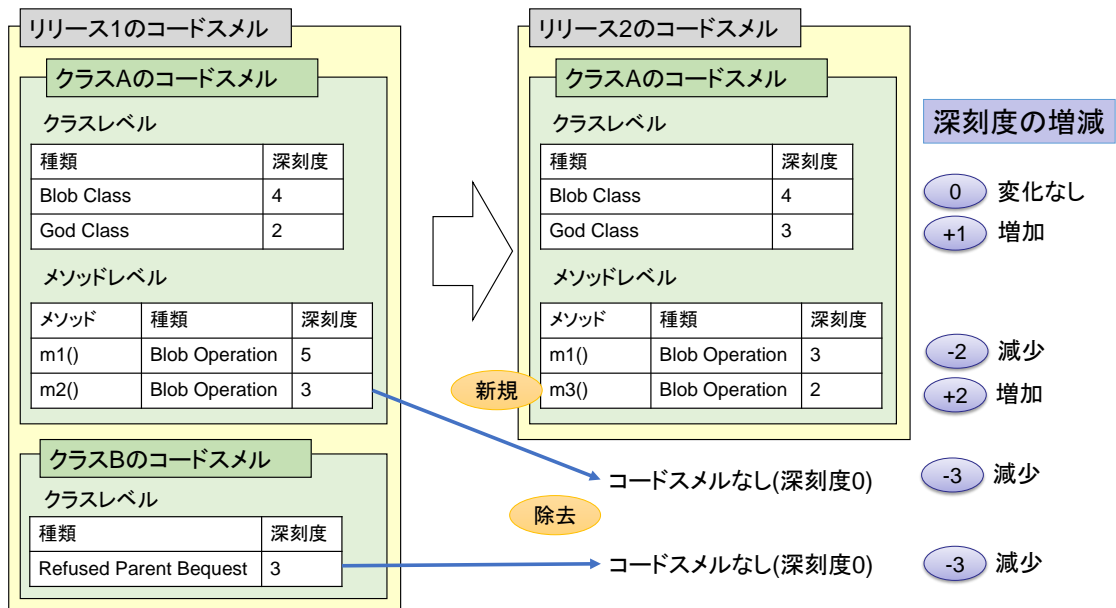 リリース1のコードスメル
クラスAのコードスメル
クラスレベル
種類 深刻度
Blob Class 4
God Class 2
メソッドレベル
メソッド 種類 深刻度
m1() Blob Operation 5
m2() Blob Operation 3
クラスBのコードスメル
クラスレベル
種類 深刻度
Refused Parent Bequest 3
リリース2のコードスメル
クラスAのコードスメル
クラスレベル
種類 深刻度
Blob Class 4
God Class 3
メソッドレベル
メソッド 種類 深刻度
m1() Blob Operation 3
新規
m3() Blob Operation 2
コードスメルなし(深刻度0)
除去
コードスメルなし(深刻度0)
深刻度の増減
0 変化なし
+1 増加
-2 減少
+2 増加
-3 減少
-3 減少